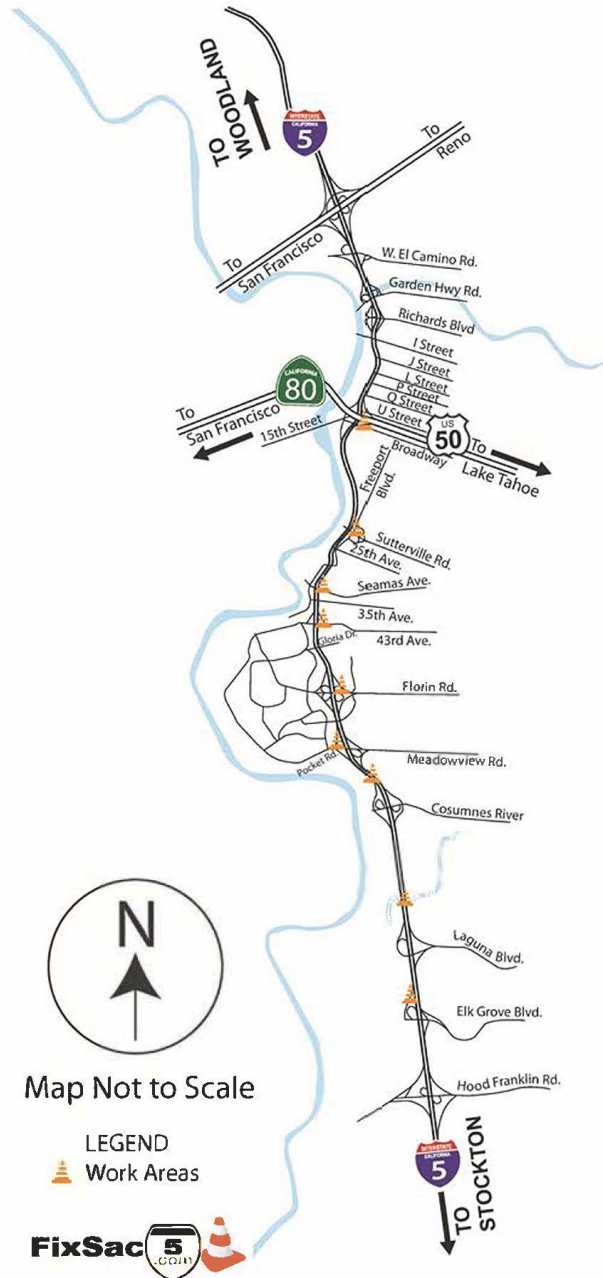 TO
WOODLAND
INTERSTATE
CALIFORNIA
5
To
Reno
To
San Francisco
W. El Camino Rd.
Garden Hwy Rd.
Richards Blvd
I Street
J Street
L Street
P Street
Q Street
U Street
CALIFORNIA
80
To
San Francisco
15th Street
US
50
To
Lake Tahoe
Broadway
Freeport
Blvd.
Sutterville Rd.
25th Ave.
Seamas Ave.
35th Ave.
43rd Ave.
Gloria Dr.
Florin Rd.
Pocket Rd.
Meadowview Rd.
Cosumnes River
Laguna Blvd.
Elk Grove Blvd.
Hood Franklin Rd.
INTERSTATE
CALIFORNIA
5
TO
STOCKTON
N
Map Not to Scale
LEGEND
Work Areas
FixSac 5
.com